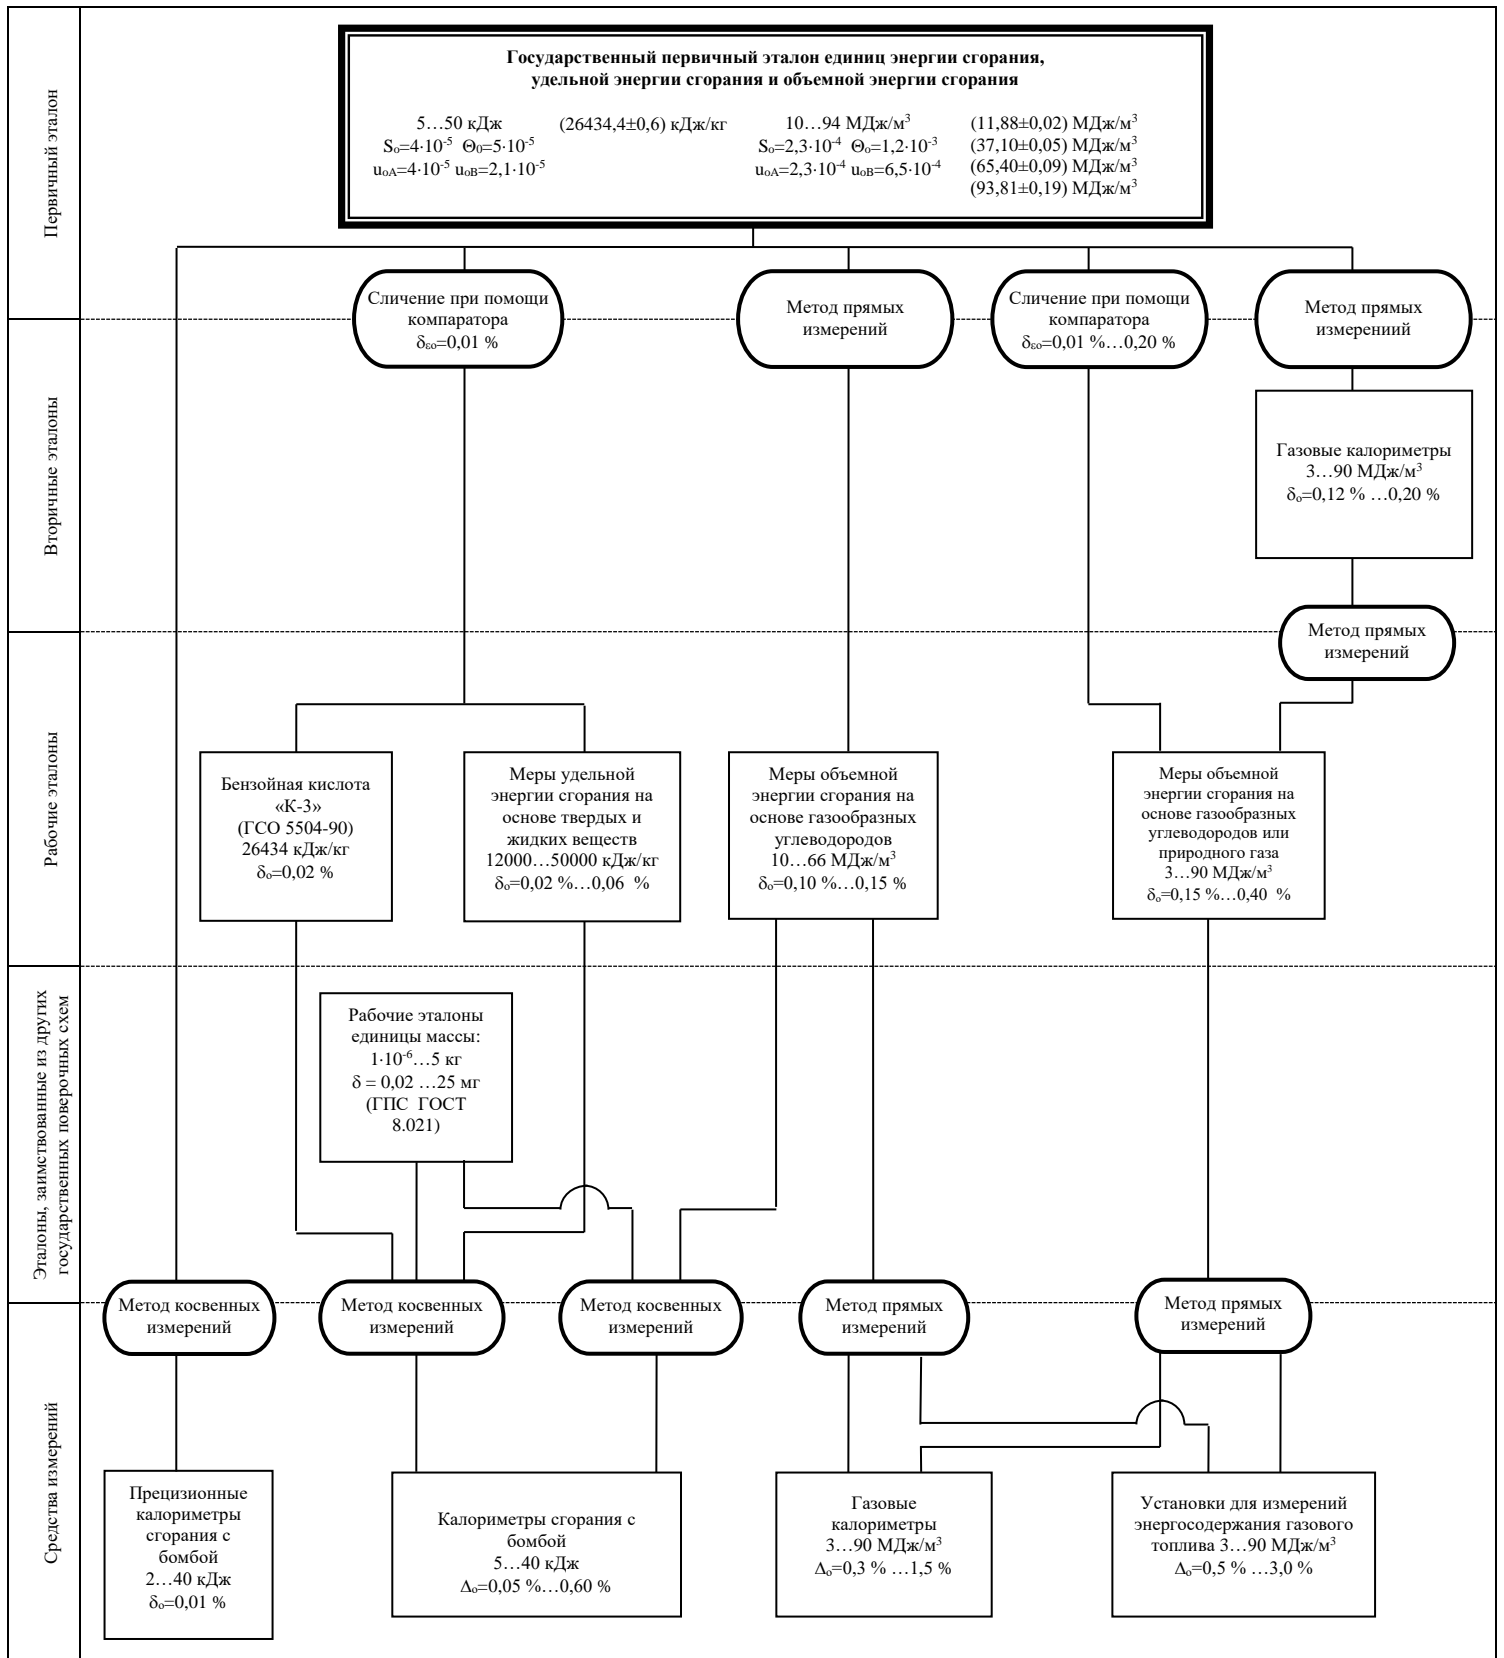 Первичный эталон
Государственный первичный эталон единиц энергии сгорания,
удельной энергии сгорания и объемной энергии сгорания
5…50 кДж
S₀=4·10⁻⁵ Θ₀=5·10⁻⁵
u₀A=4·10⁻⁵ u₀B=2,1·10⁻⁵
(26434,4±0,6) кДж/кг
10…94 МДж/м³
S₀=2,3·10⁻⁴ Θ₀=1,2·10⁻³
u₀A=2,3·10⁻⁴ u₀B=6,5·10⁻⁴
(11,88±0,02) МДж/м³
(37,10±0,05) МДж/м³
(65,40±0,09) МДж/м³
(93,81±0,19) МДж/м³
Сличение при помощи
компаратора
δεo=0,01 %
Метод прямых
измерений
Сличение при помощи
компаратора
δεo=0,01 %…0,20 %
Метод прямых
измерениий
Вторичные эталоны
Газовые калориметры
3…90 МДж/м³
δₒ=0,12 % …0,20 %
Метод прямых
измерений
Рабочие эталоны
Бензойная кислота
«К-3»
(ГСО 5504-90)
26434 кДж/кг
δₒ=0,02 %
Меры удельной
энергии сгорания на
основе твердых и
жидких веществ
12000…50000 кДж/кг
δₒ=0,02 %…0,06 %
Меры объемной
энергии сгорания на
основе газообразных
углеводородов
10…66 МДж/м³
δₒ=0,10 %…0,15 %
Меры объемной
энергии сгорания на
основе газообразных
углеводородов или
природного газа
3…90 МДж/м³
δₒ=0,15 %…0,40 %
Эталоны, заимствованные из других
государственных поверочных схем
Рабочие эталоны
единицы массы:
1·10⁻⁶…5 кг
δ = 0,02 …25 мг
(ГПС ГОСТ
8.021)
Метод косвенных
измерений
Метод косвенных
измерений
Метод косвенных
измерений
Метод прямых
измерений
Метод прямых
измерений
Средства измерений
Прецизионные
калориметры
сгорания с
бомбой
2…40 кДж
δₒ=0,01 %
Калориметры сгорания с
бомбой
5…40 кДж
Δₒ=0,05 %…0,60 %
Газовые
калориметры
3…90 МДж/м³
Δₒ=0,3 % …1,5 %
Установки для измерений
энергосодержания газового
топлива 3…90 МДж/м³
Δₒ=0,5 % …3,0 %